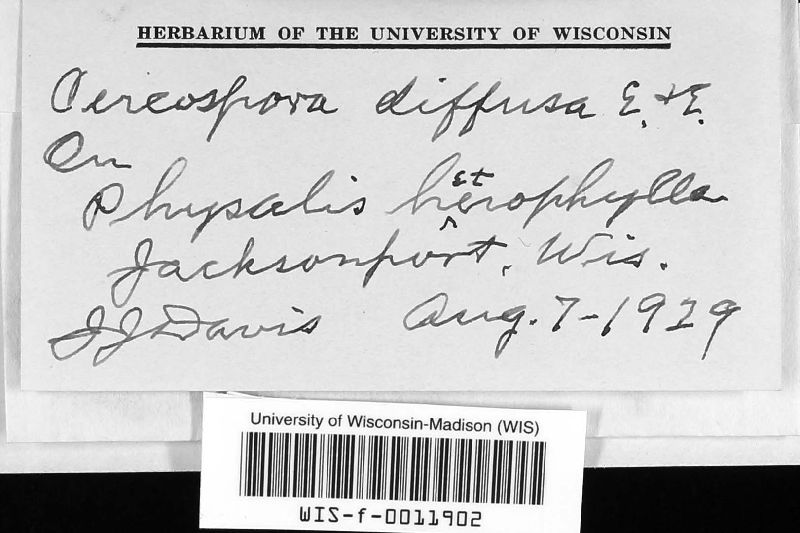 HERBARIUM OF THE UNIVERSITY OF WISCONSIN
Cercospora diffusa E. & E.
On
Physalis heterophylla
Jacksonport, Wis.
JJDavis Aug. 7-1929
University of Wisconsin-Madison (WIS)
WIS-f-0011902